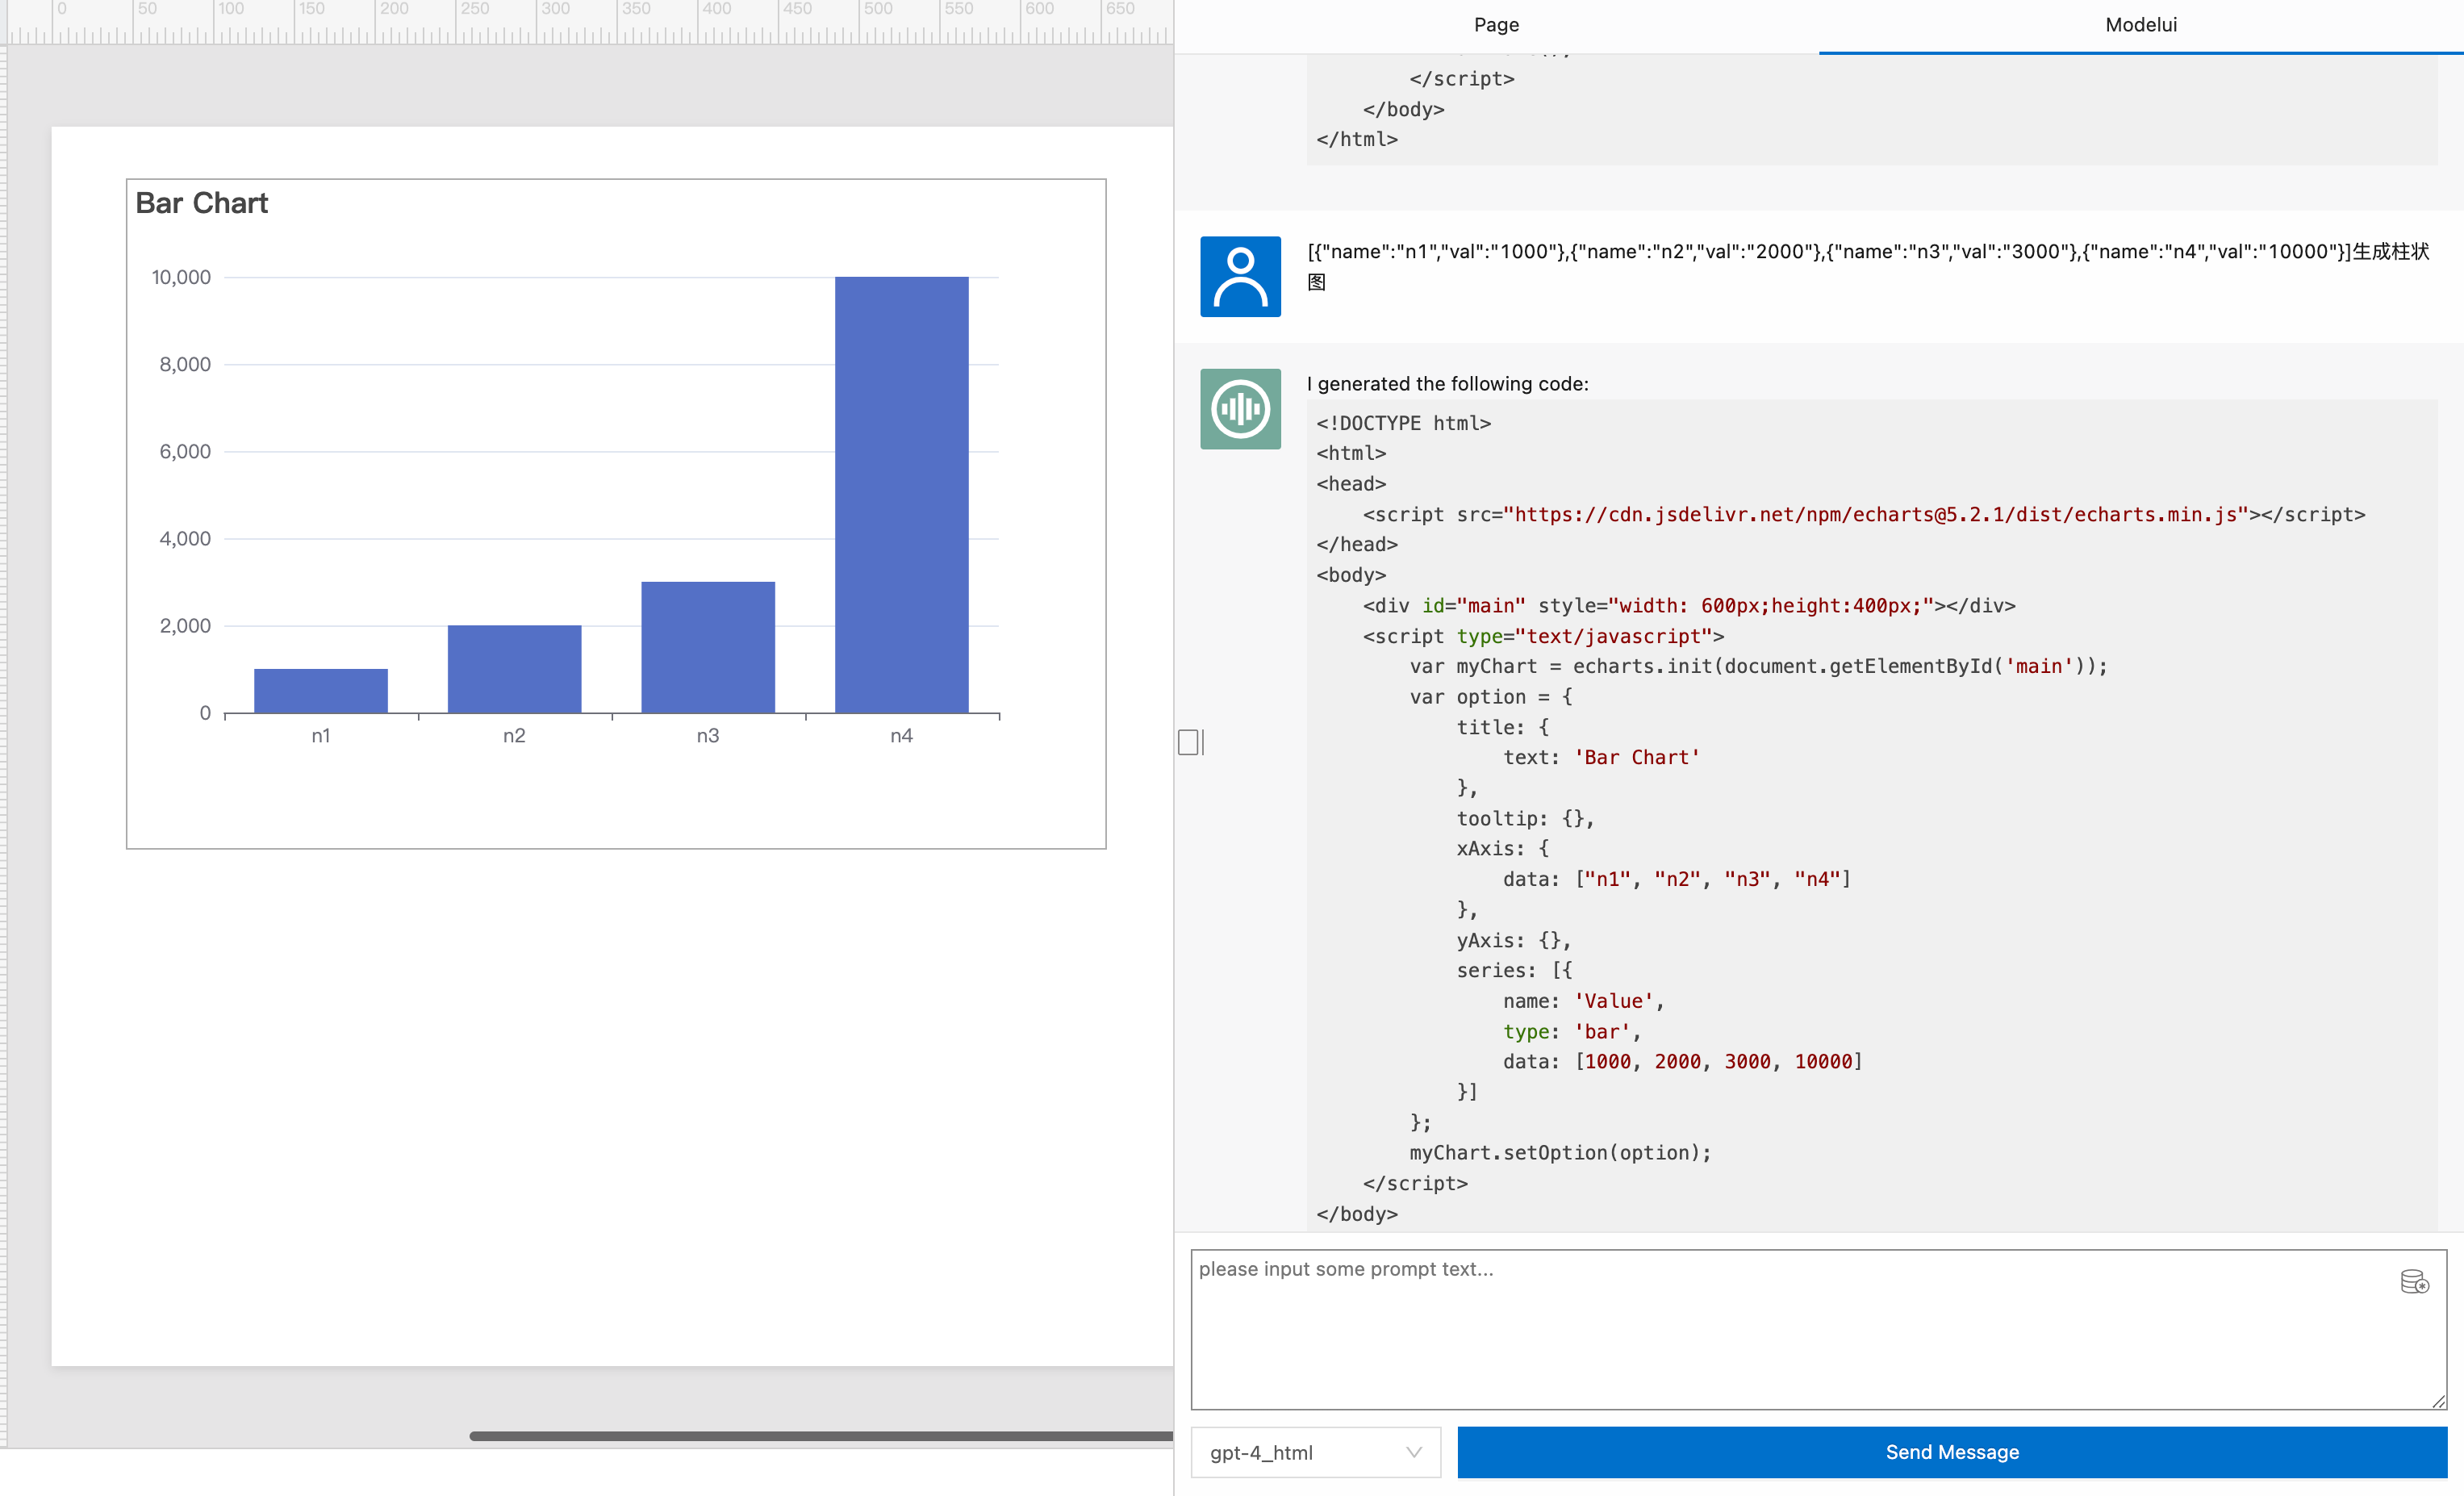 0 50 100 150 200 250 300 350 400 450 500 550 600 650
Bar Chart
10,000
8,000
6,000
4,000
2,000
0
n1 n2 n3 n4
Page Modelui
        </script>
    </body>
</html>
[{"name":"n1","val":"1000"},{"name":"n2","val":"2000"},{"name":"n3","val":"3000"},{"name":"n4","val":"10000"}]生成柱状
图
I generated the following code:
<!DOCTYPE html>
<html>
<head>
    <script src="https://cdn.jsdelivr.net/npm/echarts@5.2.1/dist/echarts.min.js"></script>
</head>
<body>
    <div id="main" style="width: 600px;height:400px;"></div>
    <script type="text/javascript">
        var myChart = echarts.init(document.getElementById('main'));
        var option = {
            title: {
                text: 'Bar Chart'
            },
            tooltip: {},
            xAxis: {
                data: ["n1", "n2", "n3", "n4"]
            },
            yAxis: {},
            series: [{
                name: 'Value',
                type: 'bar',
                data: [1000, 2000, 3000, 10000]
            }]
        };
        myChart.setOption(option);
    </script>
</body>
please input some prompt text...
gpt-4_html
Send Message